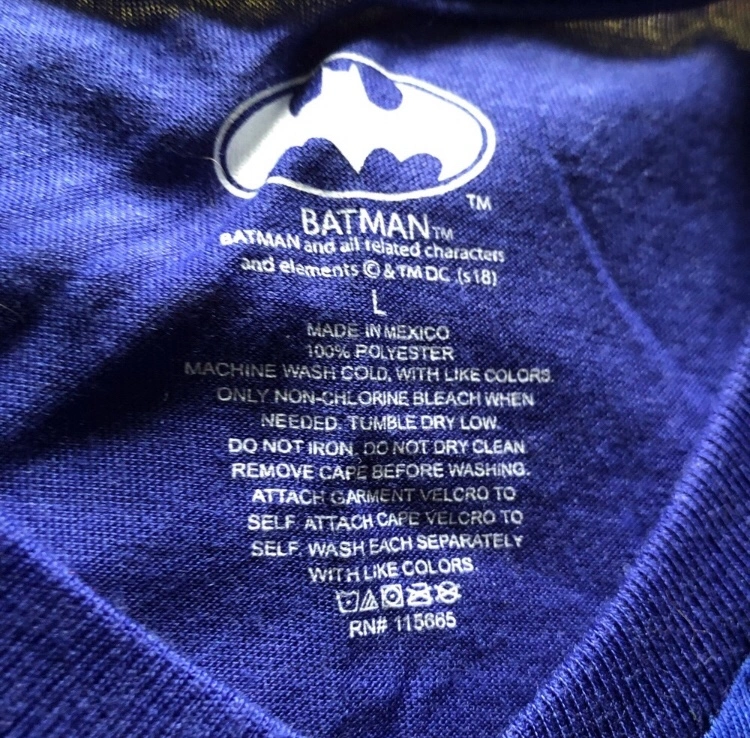 TM
BATMAN TM
BATMAN and all related characters
and elements © & TM DC (s18)
L
MADE IN MEXICO
100% POLYESTER
MACHINE WASH COLD, WITH LIKE COLORS.
ONLY NON-CHLORINE BLEACH WHEN
NEEDED. TUMBLE DRY LOW.
DO NOT IRON. DO NOT DRY CLEAN.
REMOVE CAPE BEFORE WASHING.
ATTACH GARMENT VELCRO TO
SELF. ATTACH CAPE VELCRO TO
SELF. WASH EACH SEPARATELY
WITH LIKE COLORS.
RN# 115665